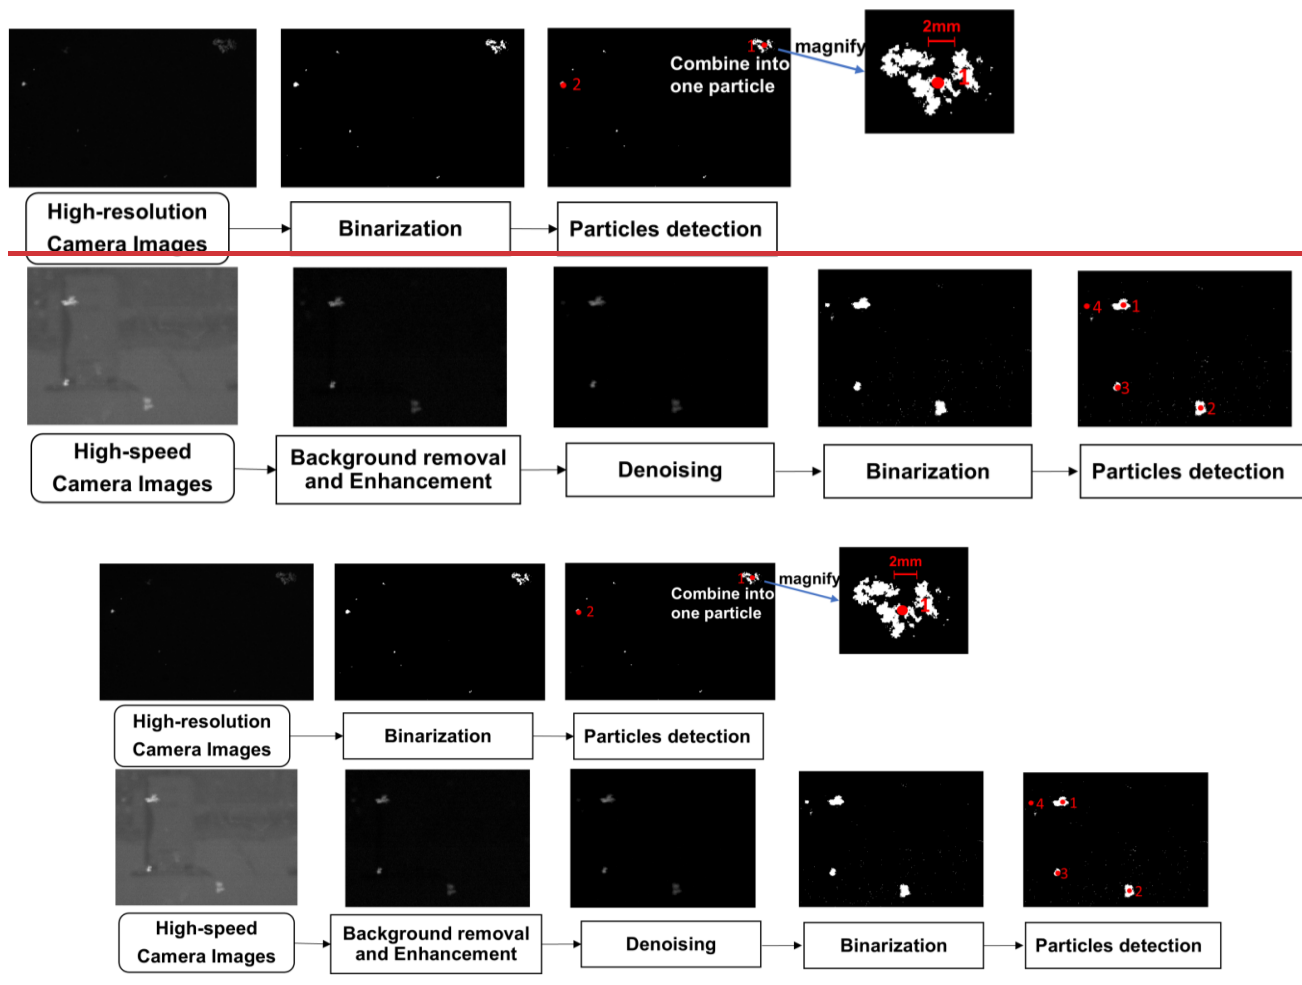 2mm
1
magnify
Combine into
one particle
2
1
High-resolution
Camera Images
Binarization
Particles detection
4
1
3
2
High-speed
Camera Images
Background removal
and Enhancement
Denoising
Binarization
Particles detection
2mm
1
magnify
Combine into
one particle
2
1
High-resolution
Camera Images
Binarization
Particles detection
4
1
3
2
High-speed
Camera Images
Background removal
and Enhancement
Denoising
Binarization
Particles detection